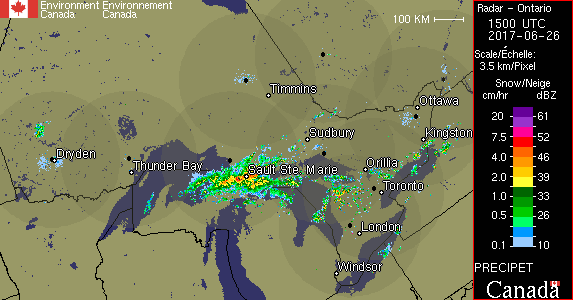 Environment Environnement
Canada Canada
100 KM
Timmins
Ottawa
Sudbury
Kingston
Dryden
Thunder Bay
Sault Ste. Marie
Orillia
Toronto
London
Windsor
Radar - Ontario
1500 UTC
2017-06-26
Scale/Échelle:
3.5 km/Pixel
Snow/Neige
cm/hr dBZ
20 61
7.5 52
4.0 46
2.0 39
1.0 33
0.5 26
0.1 10
PRECIPET
Canada